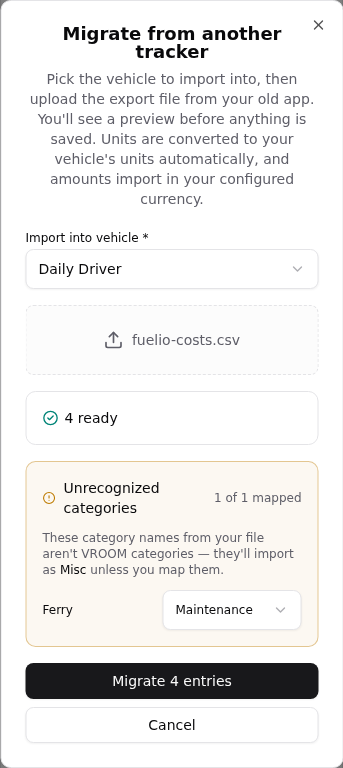 Migrate from another
tracker
Pick the vehicle to import into, then
upload the export file from your old app.
You'll see a preview before anything is
saved. Units are converted to your
vehicle's units automatically, and
amounts import in your configured
currency.
Import into vehicle *
Daily Driver
fuelio-costs.csv
4 ready
Unrecognized
categories
1 of 1 mapped
These category names from your file
aren't VROOM categories — they'll import
as Misc unless you map them.
Ferry
Maintenance
Migrate 4 entries
Cancel